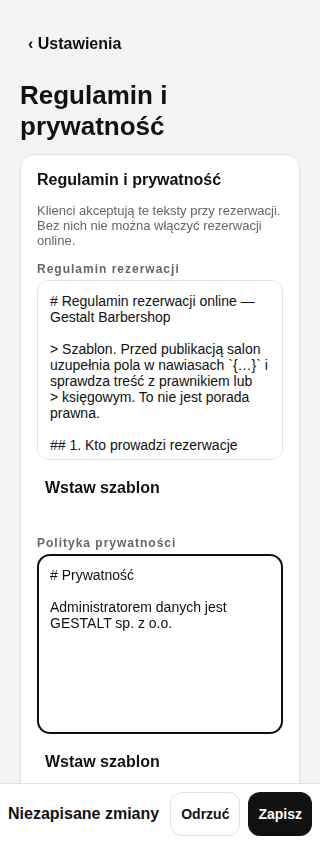 ‹ Ustawienia
Regulamin i
prywatność
Regulamin i prywatność
Klienci akceptują te teksty przy rezerwacji.
Bez nich nie można włączyć rezerwacji
online.
Regulamin rezerwacji
# Regulamin rezerwacji online —
Gestalt Barbershop
> Szablon. Przed publikacją salon
uzupełnia pola w nawiasach `{…}` i
sprawdza treść z prawnikiem lub
> księgowym. To nie jest porada
prawna.
## 1. Kto prowadzi rezerwacje
Wstaw szablon
Polityka prywatności
# Prywatność
Administratorem danych jest
GESTALT sp. z o.o.
Wstaw szablon
Niezapisane zmiany
Odrzuć
Zapisz